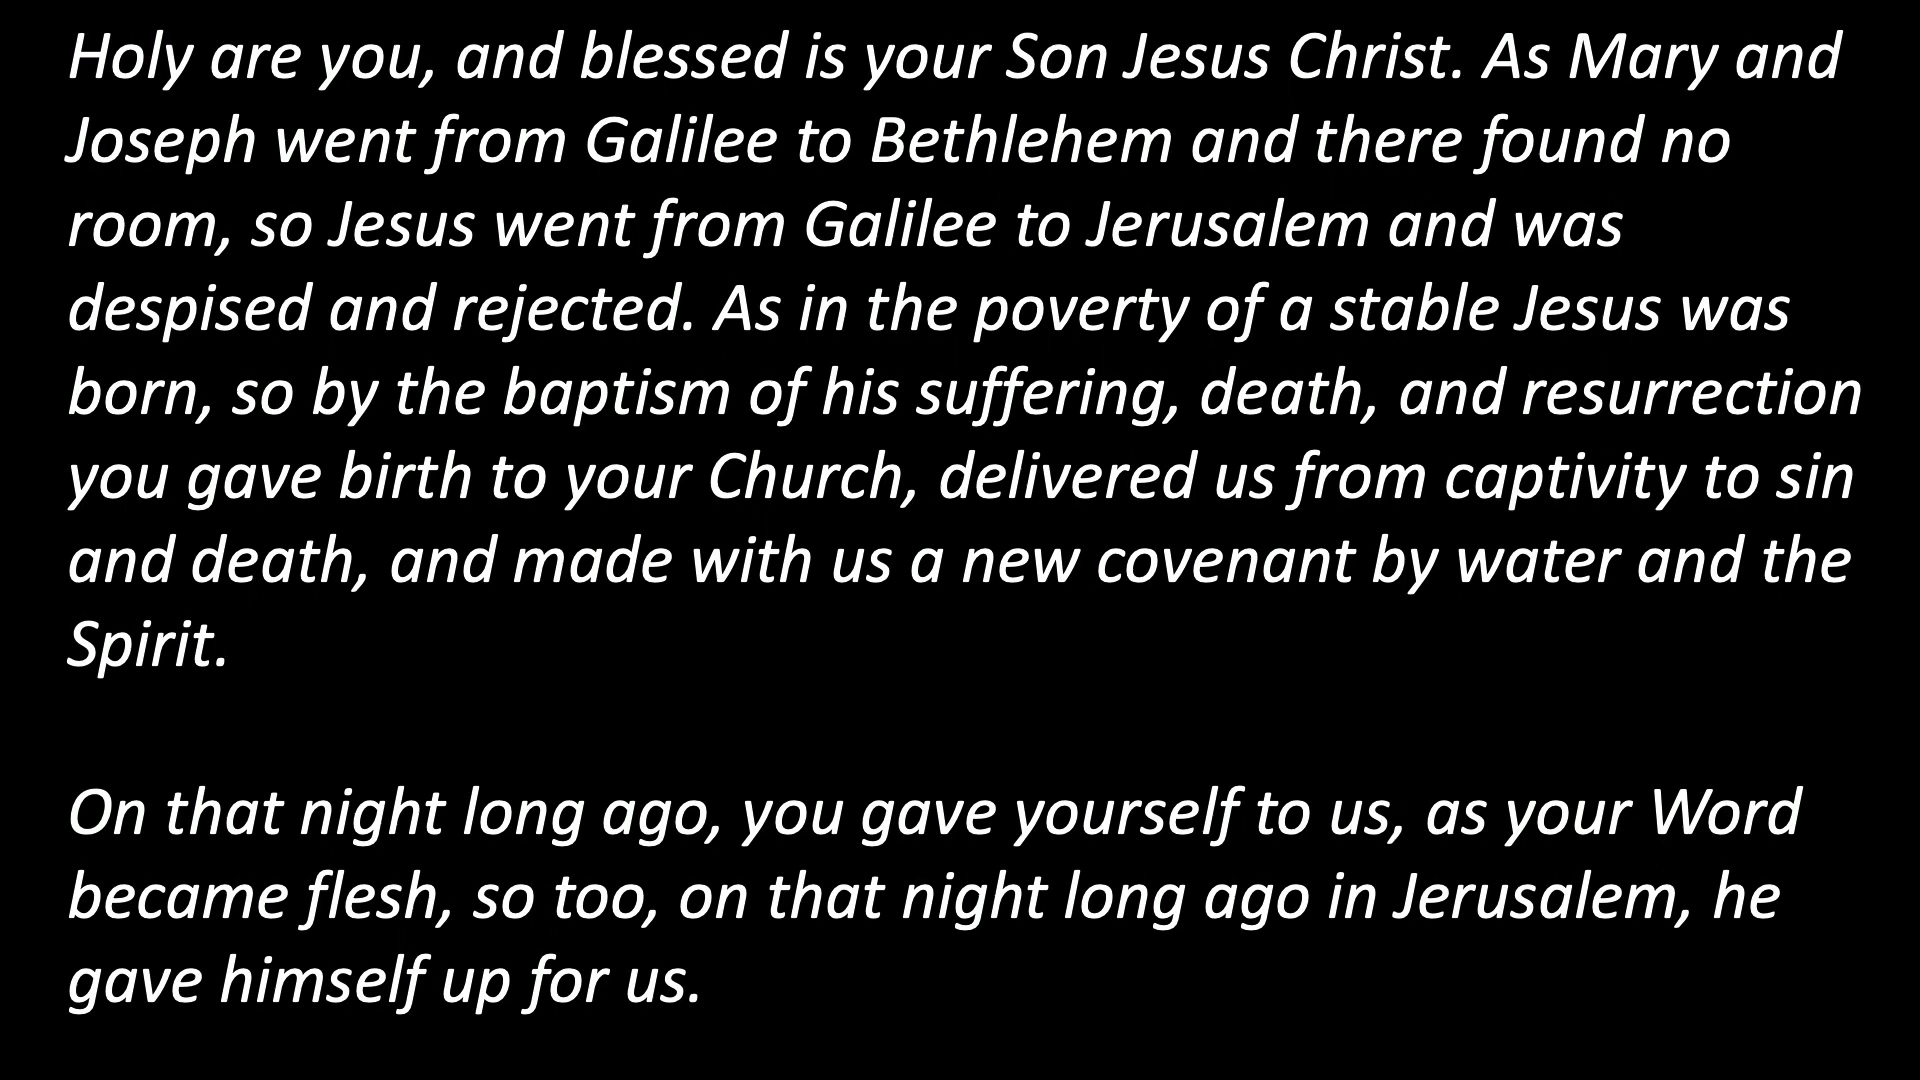 Holy are you, and blessed is your Son Jesus Christ. As Mary and
Joseph went from Galilee to Bethlehem and there found no
room, so Jesus went from Galilee to Jerusalem and was
despised and rejected. As in the poverty of a stable Jesus was
born, so by the baptism of his suffering, death, and resurrection
you gave birth to your Church, delivered us from captivity to sin
and death, and made with us a new covenant by water and the
Spirit.
On that night long ago, you gave yourself to us, as your Word
became flesh, so too, on that night long ago in Jerusalem, he
gave himself up for us.